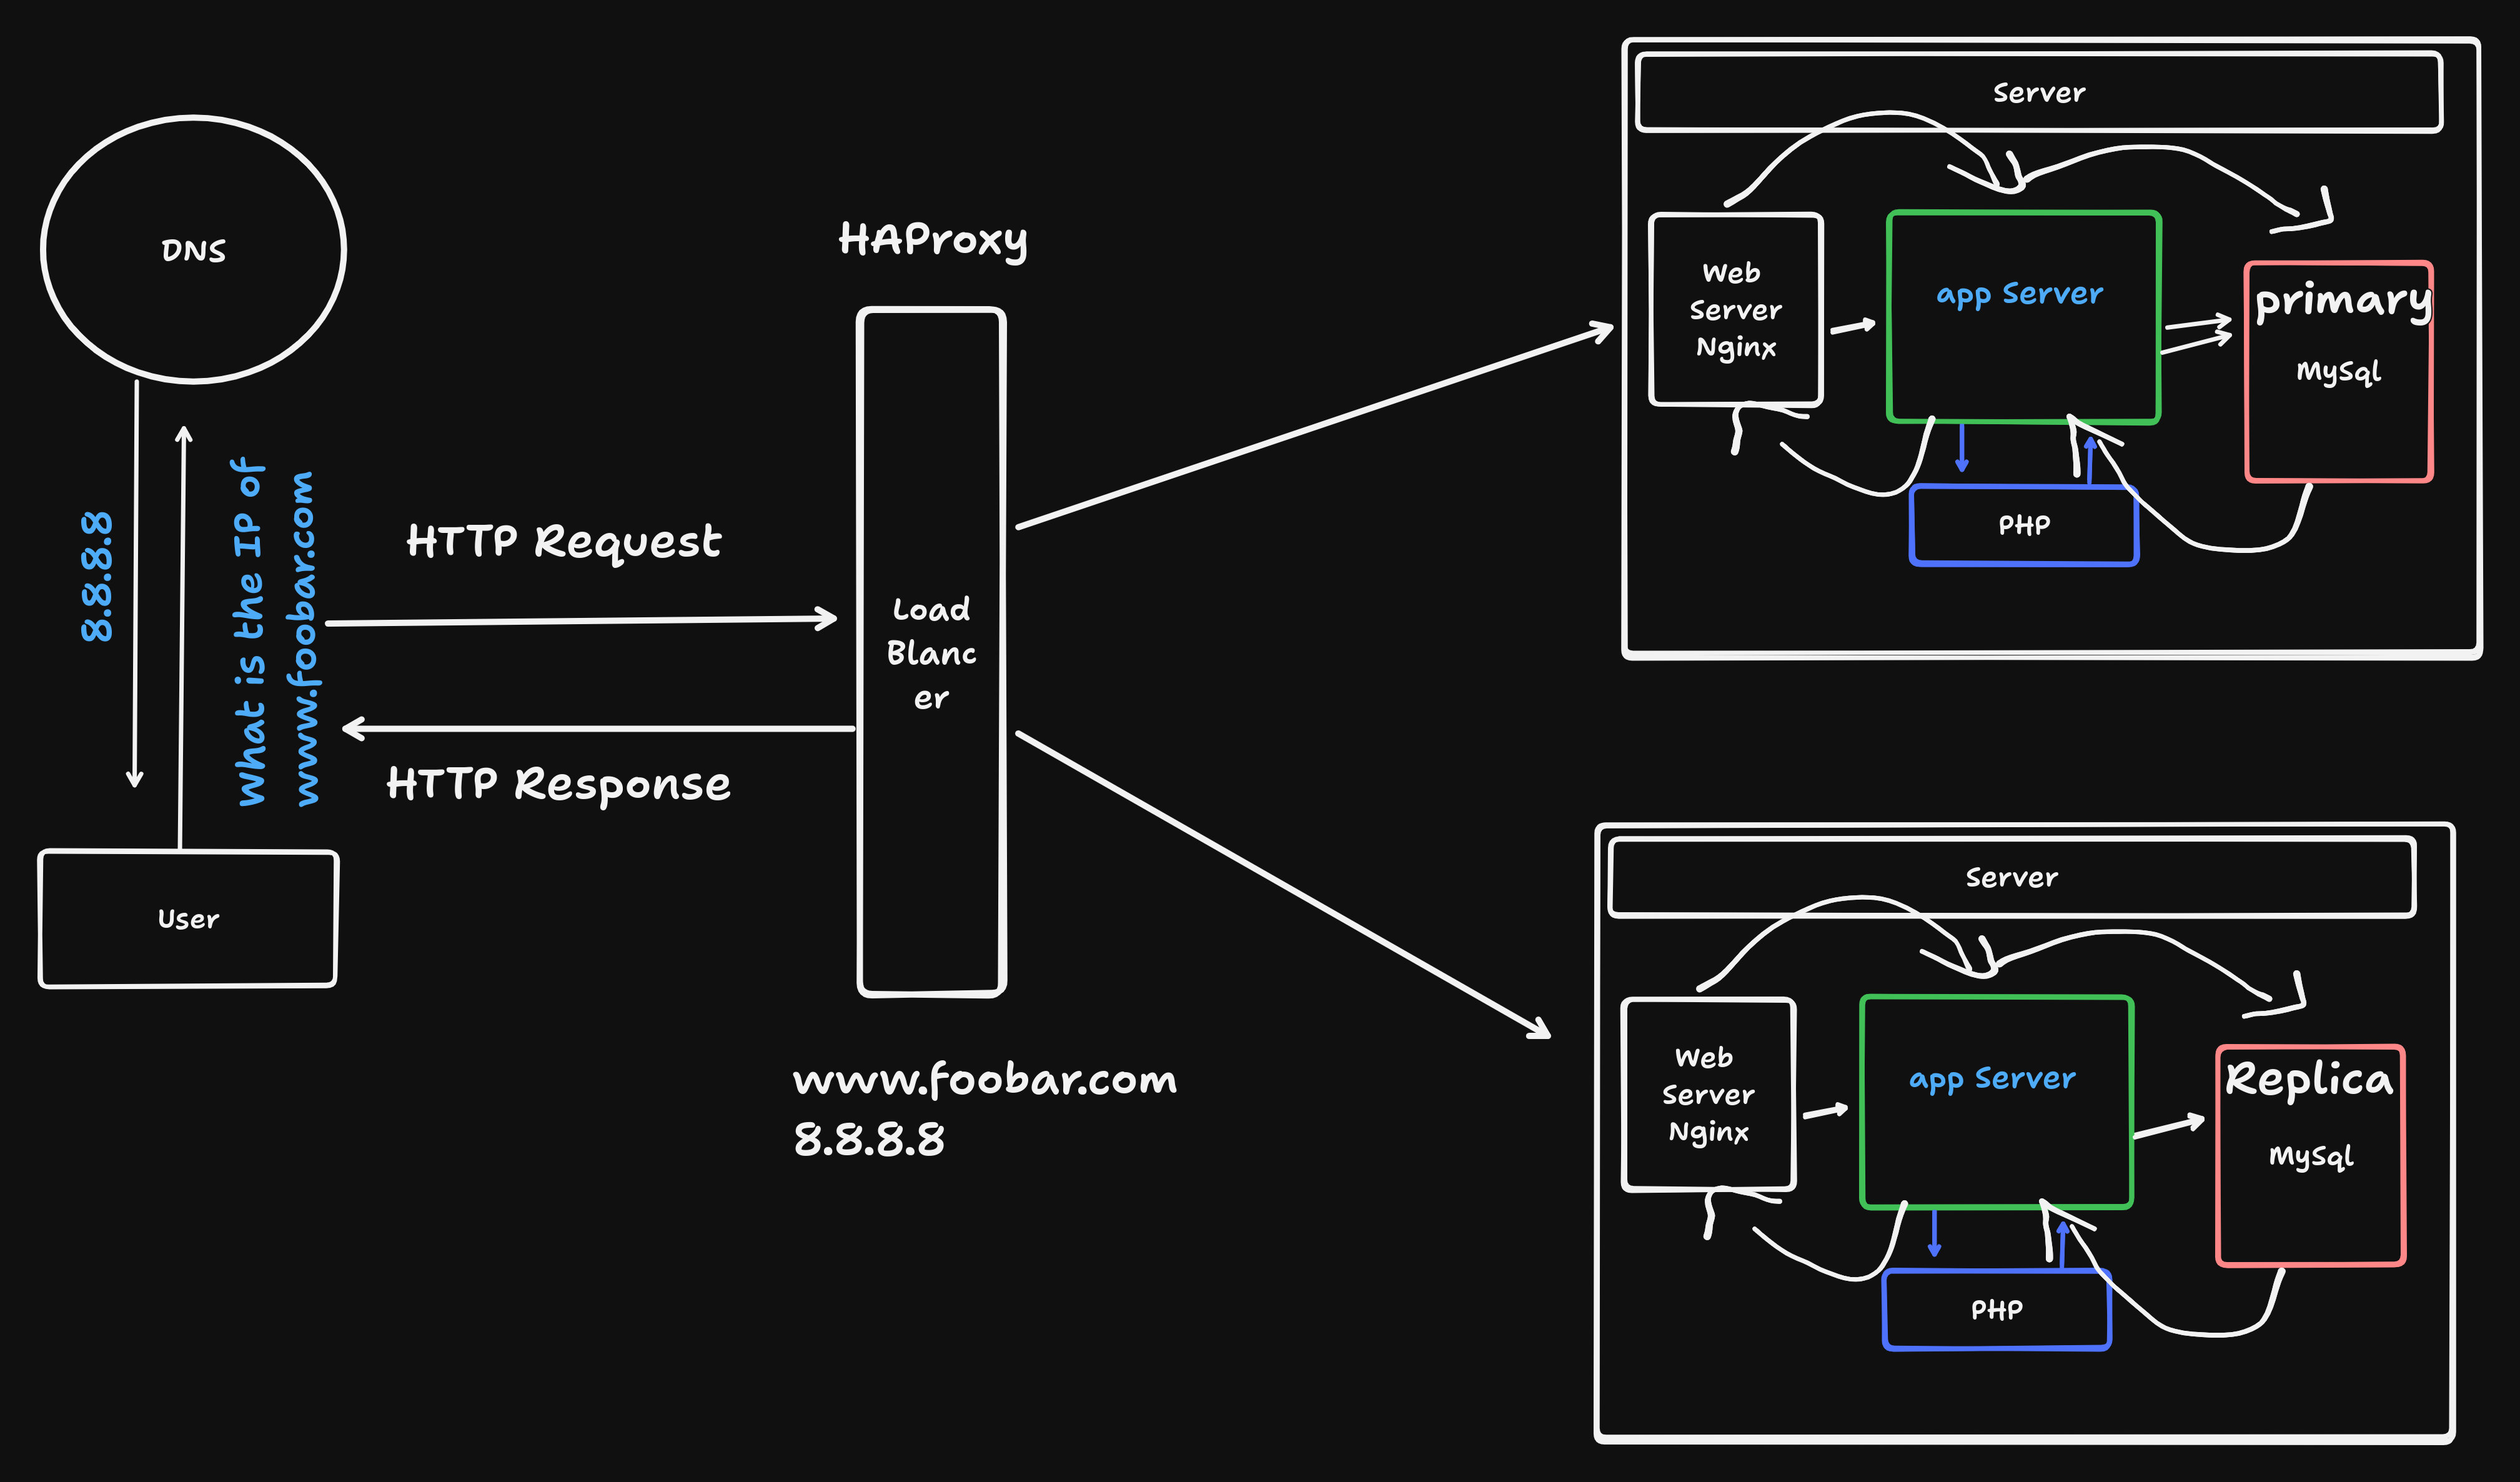 DNS
8.8.8.8
What is the IP of
www.foobar.com
User
HTTP Request
HTTP Response
HAProxy
Load
Blanc
er
www.foobar.com
8.8.8.8
Server
Web
Server
Nginx
app Server
primary
MySql
PHP
Server
Web
Server
Nginx
app Server
Replica
MySql
PHP